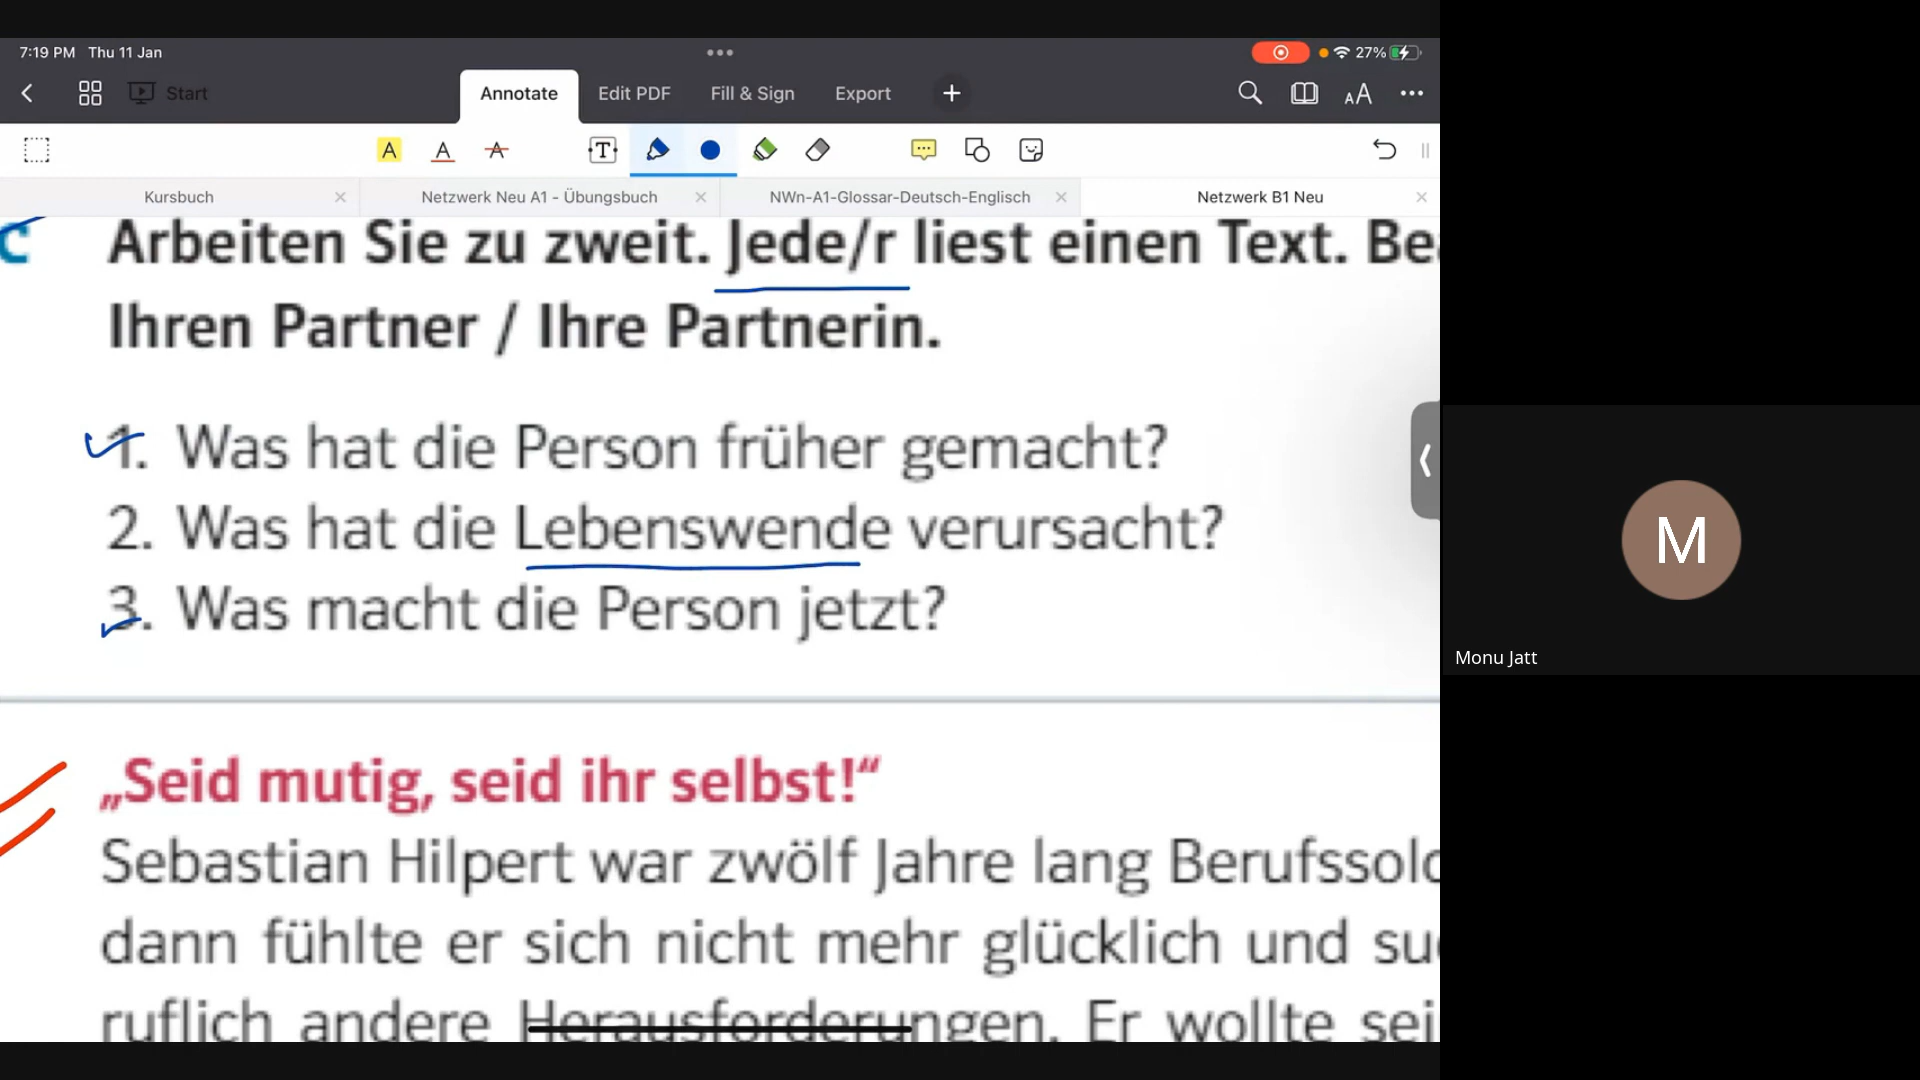 7:19 PM Thu 11 Jan
27%
Start
Annotate
Edit PDF
Fill & Sign
Export
Kursbuch
Netzwerk Neu A1 - Übungsbuch
NWn-A1-Glossar-Deutsch-Englisch
Netzwerk B1 Neu
c Arbeiten Sie zu zweit. Jede/r liest einen Text. Bea
Ihren Partner / Ihre Partnerin.
1. Was hat die Person früher gemacht?
2. Was hat die Lebenswende verursacht?
3. Was macht die Person jetzt?
„Seid mutig, seid ihr selbst!“
Sebastian Hilpert war zwölf Jahre lang Berufssold
dann fühlte er sich nicht mehr glücklich und suc
ruflich andere Herausforderungen. Er wollte sei
M
Monu Jatt